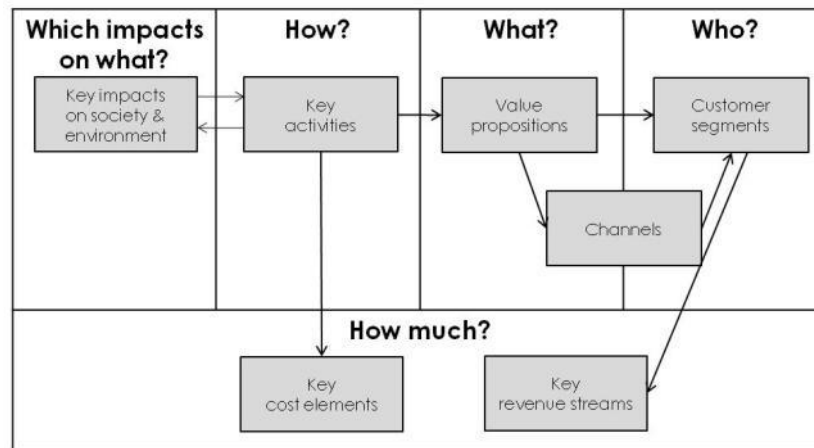 Which impacts
on what?
How?
What?
Who?
Key impacts
on society &
environment
Key
activities
Value
propositions
Customer
segments
Channels
How much?
Key
cost elements
Key
revenue streams